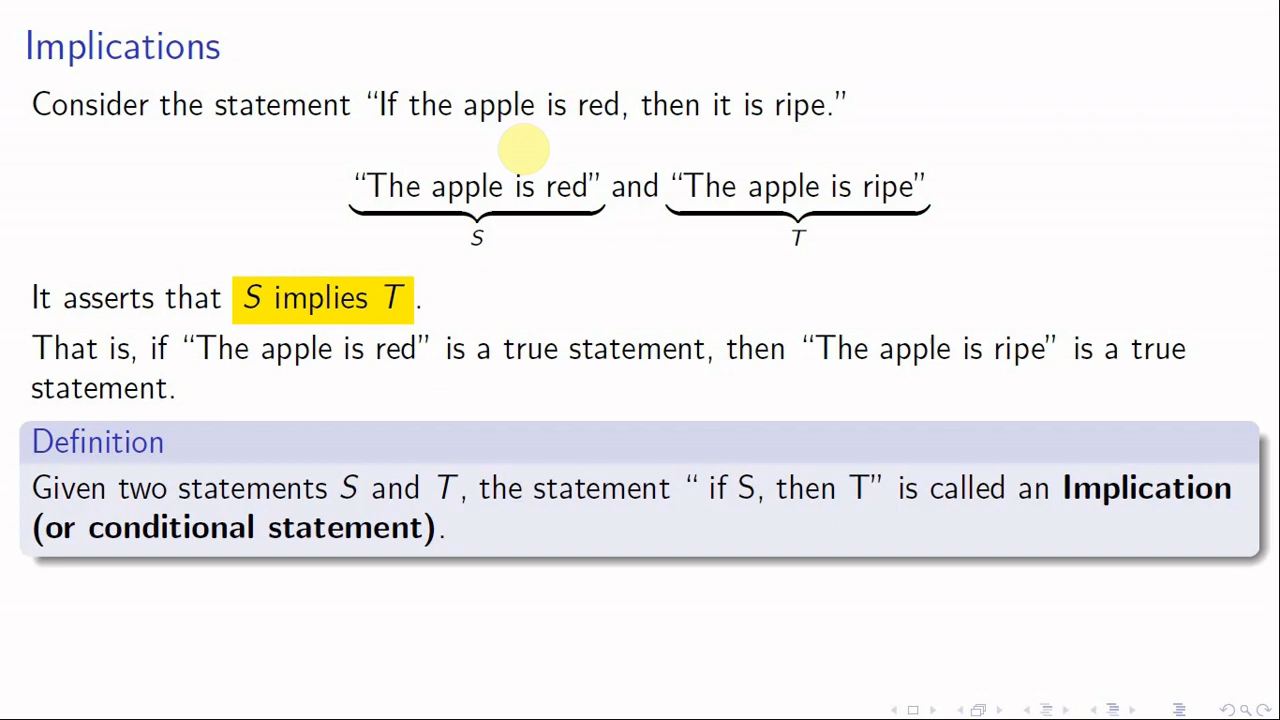 Implications
Consider the statement “If the apple is red, then it is ripe.”
“The apple is red” and “The apple is ripe”
S T
It asserts that S implies T .
That is, if “The apple is red” is a true statement, then “The apple is ripe” is a true
statement.
Definition
Given two statements S and T, the statement “ if S, then T” is called an Implication
(or conditional statement).